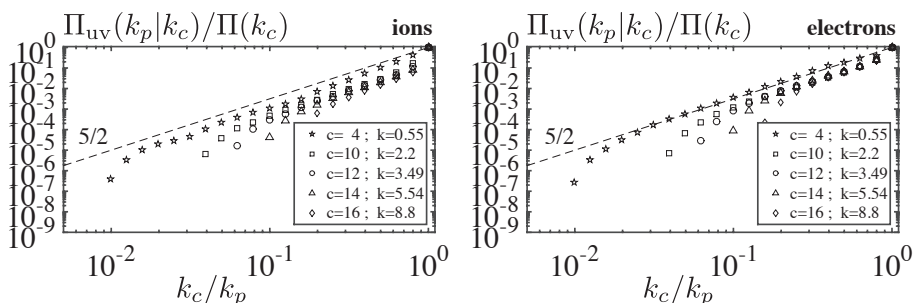 Π_uv(k_p|k_c)/Π(k_c) ions
10^0
10^-1
10^-2
10^-3
10^-4
10^-5
10^-6
10^-7
10^-8
10^-9
5/2
c= 4 ; k=0.55
c=10 ; k=2.2
c=12 ; k=3.49
c=14 ; k=5.54
c=16 ; k=8.8
10^-2 10^-1 10^0
k_c/k_p
Π_uv(k_p|k_c)/Π(k_c) electrons
10^0
10^-1
10^-2
10^-3
10^-4
10^-5
10^-6
10^-7
10^-8
10^-9
5/2
c= 4 ; k=0.55
c=10 ; k=2.2
c=12 ; k=3.49
c=14 ; k=5.54
c=16 ; k=8.8
10^-2 10^-1 10^0
k_c/k_p